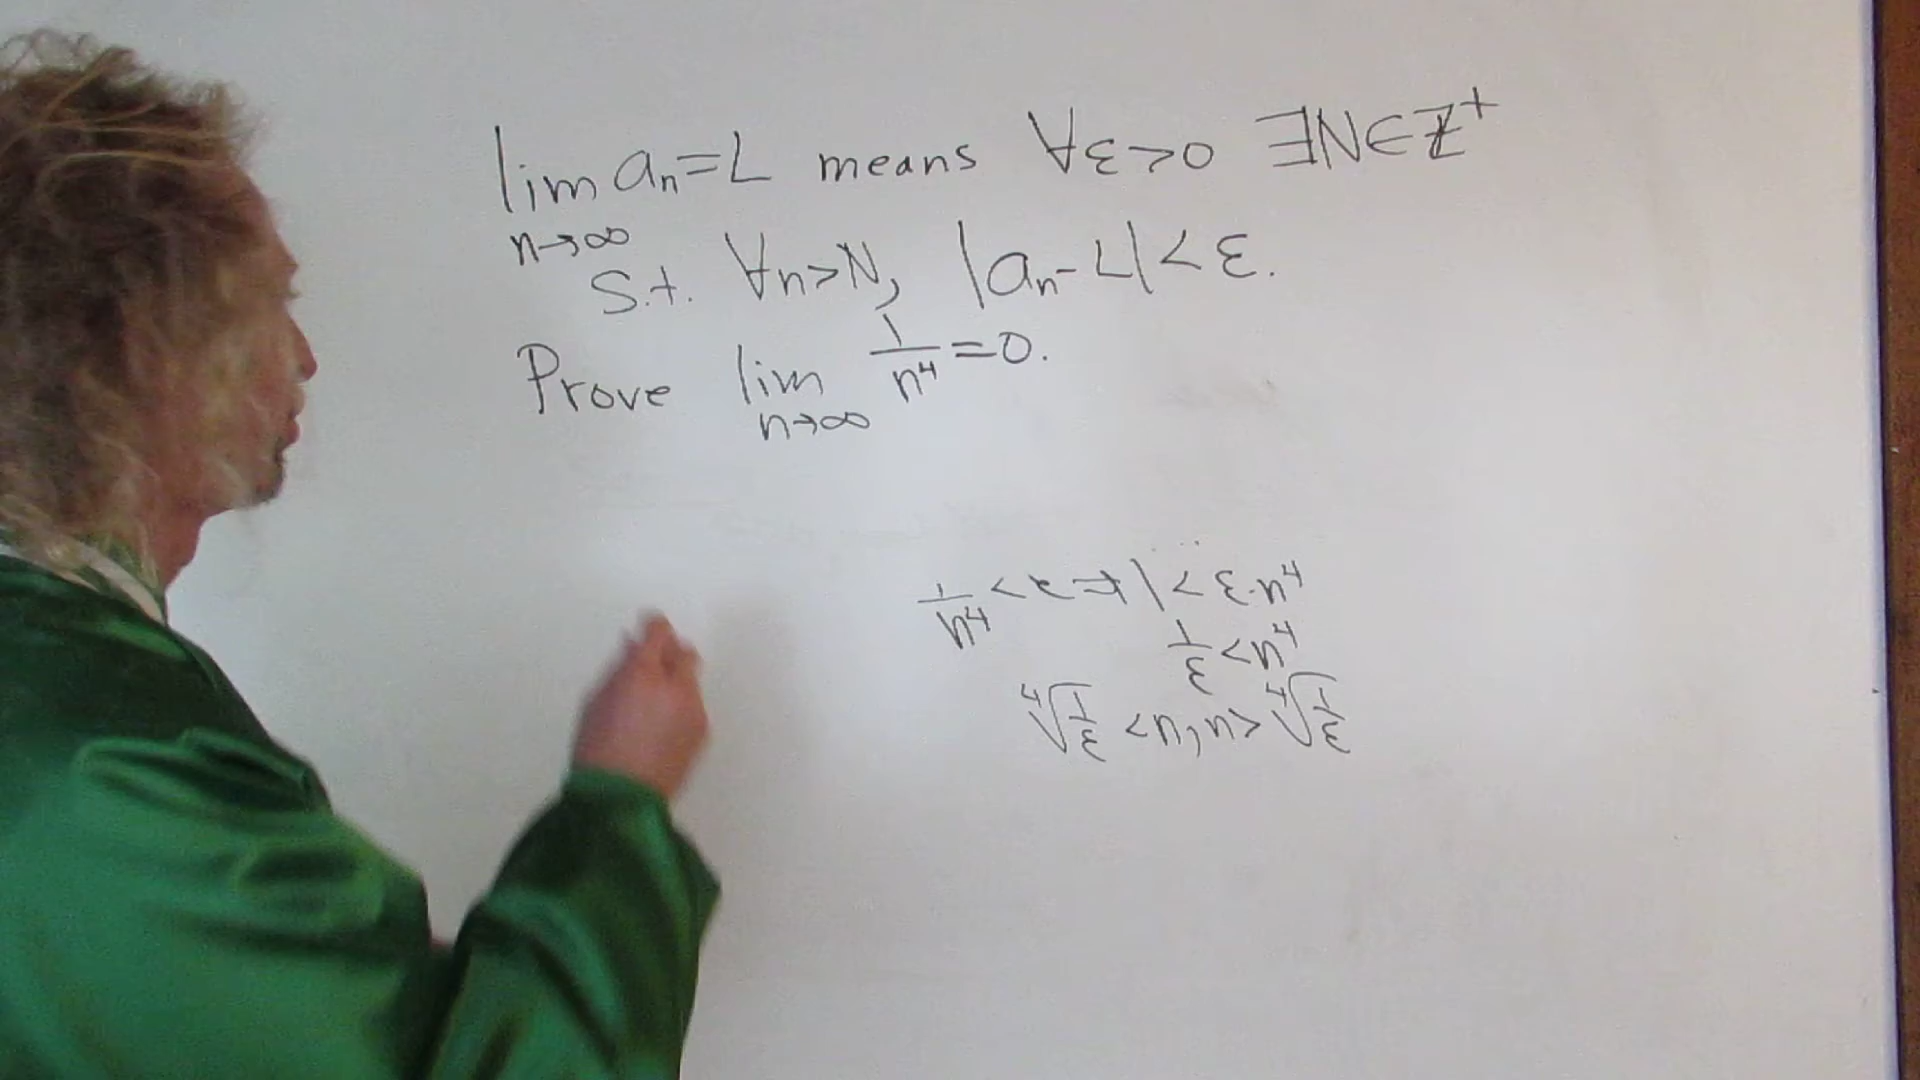 lim aₙ=L means ∀ε>0 ∃N∈ℤ⁺
n→∞
s.t. ∀n>N, |aₙ-L|<ε.
Prove lim 1/n⁴=0.
n→∞
1/n⁴<ε⇒1<ε·n⁴
1/ε<n⁴
⁴√(1/ε)<n, n>⁴√(1/ε)